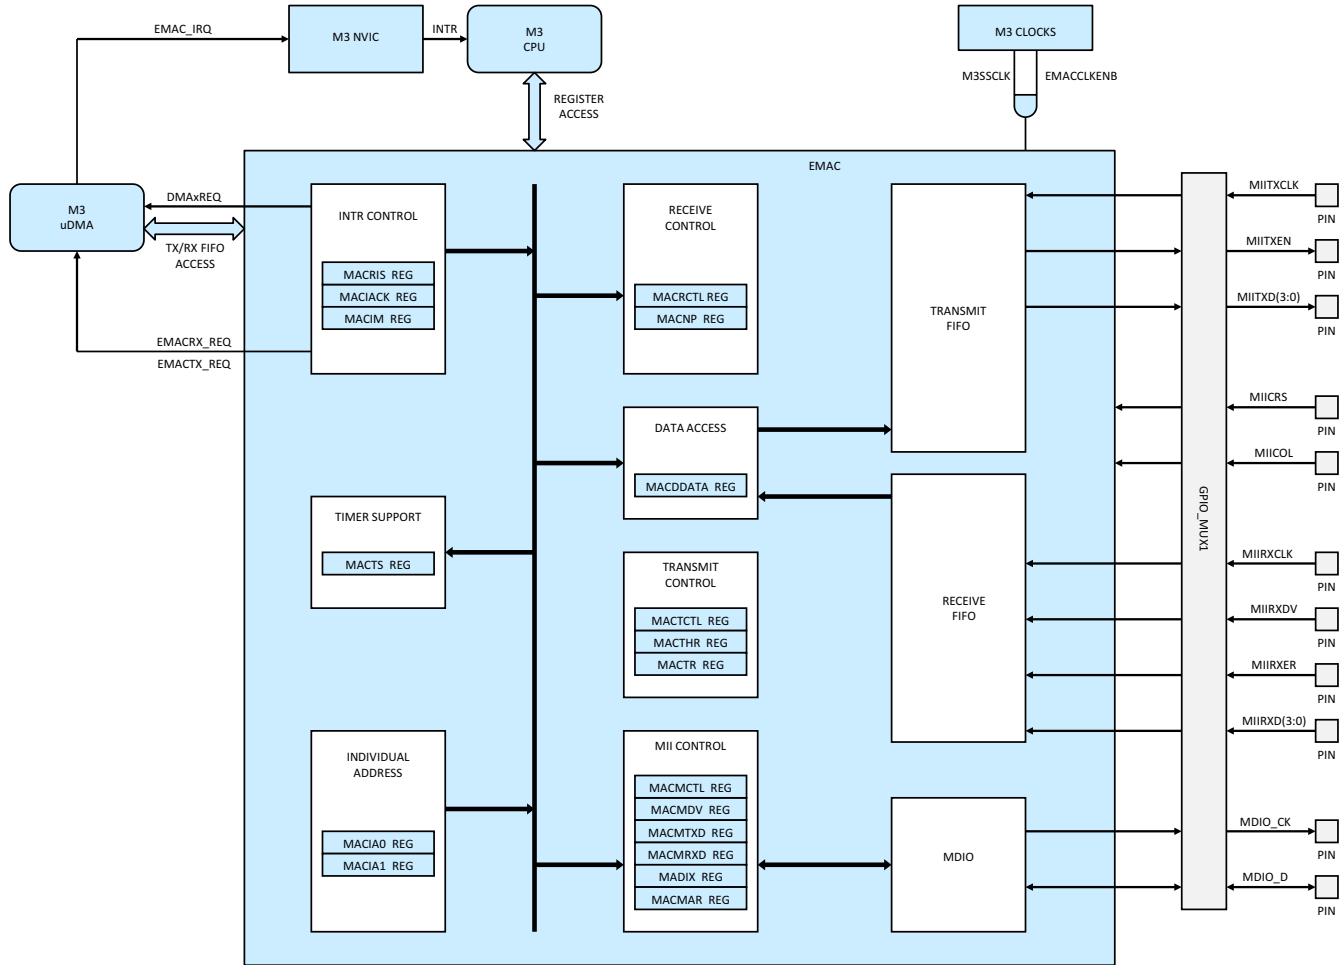 EMAC_IRQ
M3 NVIC
INTR
M3
CPU
M3 CLOCKS
M3SSCLK
EMACCLKENB
REGISTER
ACCESS
EMAC
M3
uDMA
DMAxREQ
TX/RX FIFO
ACCESS
EMACRX_REQ
EMACTX_REQ
INTR CONTROL
MACRIS REG
MACIACK REG
MACIM REG
TIMER SUPPORT
MACTS REG
INDIVIDUAL
ADDRESS
MACIA0 REG
MACIA1 REG
RECEIVE
CONTROL
MACRCTL REG
MACNP REG
DATA ACCESS
MACDDATA REG
TRANSMIT
CONTROL
MACTCTL REG
MACTHR REG
MACTR REG
MII CONTROL
MACMCTL REG
MACMDV REG
MACMTXD REG
MACMRXD REG
MADIX REG
MACMAR REG
TRANSMIT
FIFO
RECEIVE
FIFO
MDIO
GPIO_MUX1
MIITXCLK
PIN
MIITXEN
PIN
MIITXD(3:0)
PIN
MIICRS
PIN
MIICOL
PIN
MIIRXCLK
PIN
MIIRXDV
PIN
MIIRXER
PIN
MIIRXD(3:0)
PIN
MDIO_CK
PIN
MDIO_D
PIN